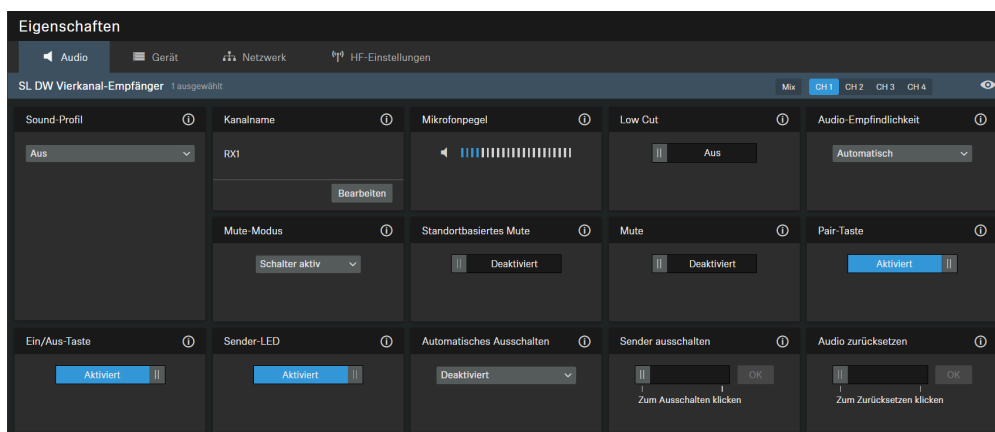 Eigenschaften
Audio Gerät Netzwerk HF-Einstellungen
SL DW Vierkanal-Empfänger 1 ausgewählt Mix CH 1 CH 2 CH 3 CH 4
Sound-Profil Kanalname Mikrofonpegel Low Cut Audio-Empfindlichkeit
Aus RX1 Aus Automatisch
Bearbeiten
Mute-Modus Standortbasiertes Mute Mute Pair-Taste
Schalter aktiv Deaktiviert Deaktiviert Aktiviert
Ein/Aus-Taste Sender-LED Automatisches Ausschalten Sender ausschalten Audio zurücksetzen
Aktiviert Aktiviert Deaktiviert OK OK
Zum Ausschalten klicken Zum Zurücksetzen klicken